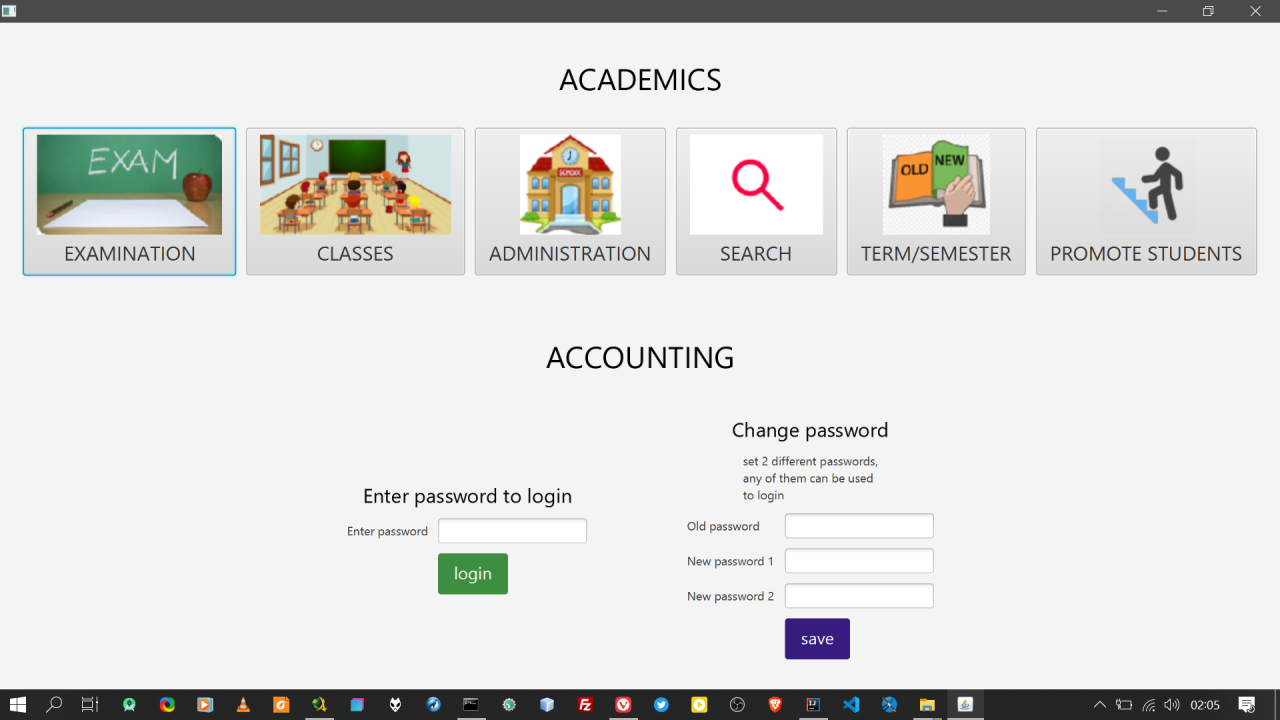 ACADEMICS
EXAM
EXAMINATION
CLASSES
SCHOOL
ADMINISTRATION
SEARCH
OLD
NEW
TERM/SEMESTER
PROMOTE STUDENTS
ACCOUNTING
Enter password to login
Enter password
login
Change password
set 2 different passwords,
any of them can be used
to login
Old password
New password 1
New password 2
save
02:05